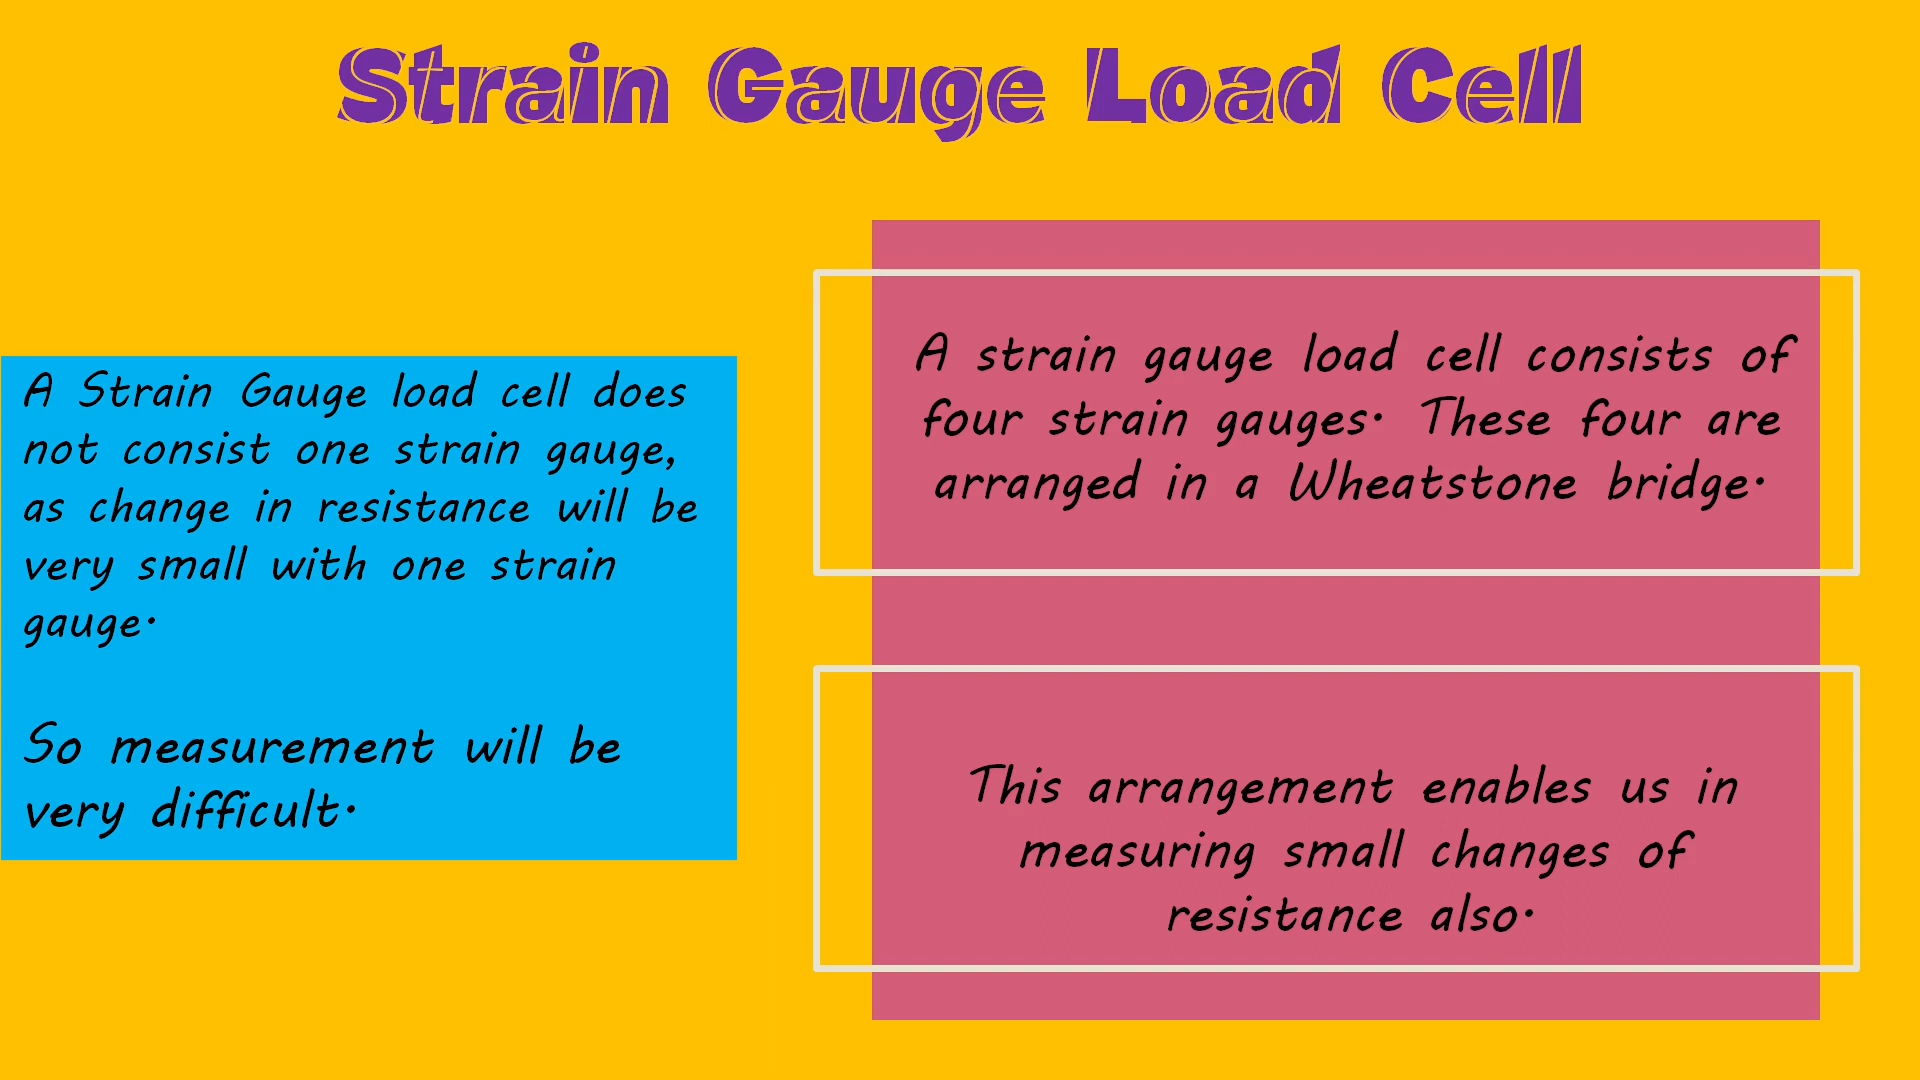 Strain Gauge Load Cell
A Strain Gauge load cell does
not consist one strain gauge,
as change in resistance will be
very small with one strain
gauge.
So measurement will be
very difficult.
A strain gauge load cell consists of
four strain gauges. These four are
arranged in a Wheatstone bridge.
This arrangement enables us in
measuring small changes of
resistance also.